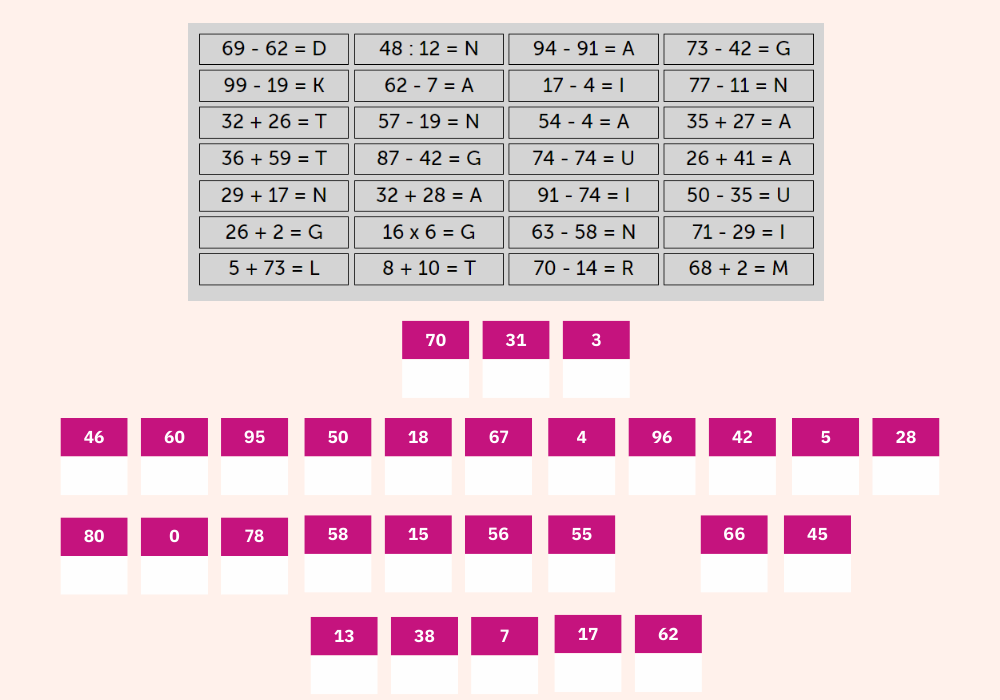 69 - 62 = D 48 : 12 = N 94 - 91 = A 73 - 42 = G
99 - 19 = K 62 - 7 = A 17 - 4 = I 77 - 11 = N
32 + 26 = T 57 - 19 = N 54 - 4 = A 35 + 27 = A
36 + 59 = T 87 - 42 = G 74 - 74 = U 26 + 41 = A
29 + 17 = N 32 + 28 = A 91 - 74 = I 50 - 35 = U
26 + 2 = G 16 x 6 = G 63 - 58 = N 71 - 29 = I
5 + 73 = L 8 + 10 = T 70 - 14 = R 68 + 2 = M
70 31 3
46 60 95 50 18 67 4 96 42 5 28
80 0 78 58 15 56 55 66 45
13 38 7 17 62